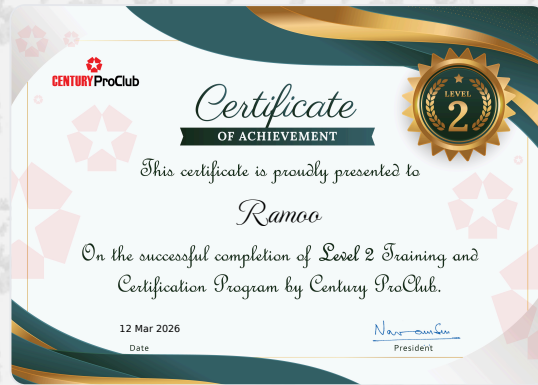 CENTURY ProClub
Certificate
OF ACHIEVEMENT
LEVEL
2
This certificate is proudly presented to
Ramoo
On the successful completion of Level 2 Training and
Certification Program by Century ProClub.
12 Mar 2026
Date
President